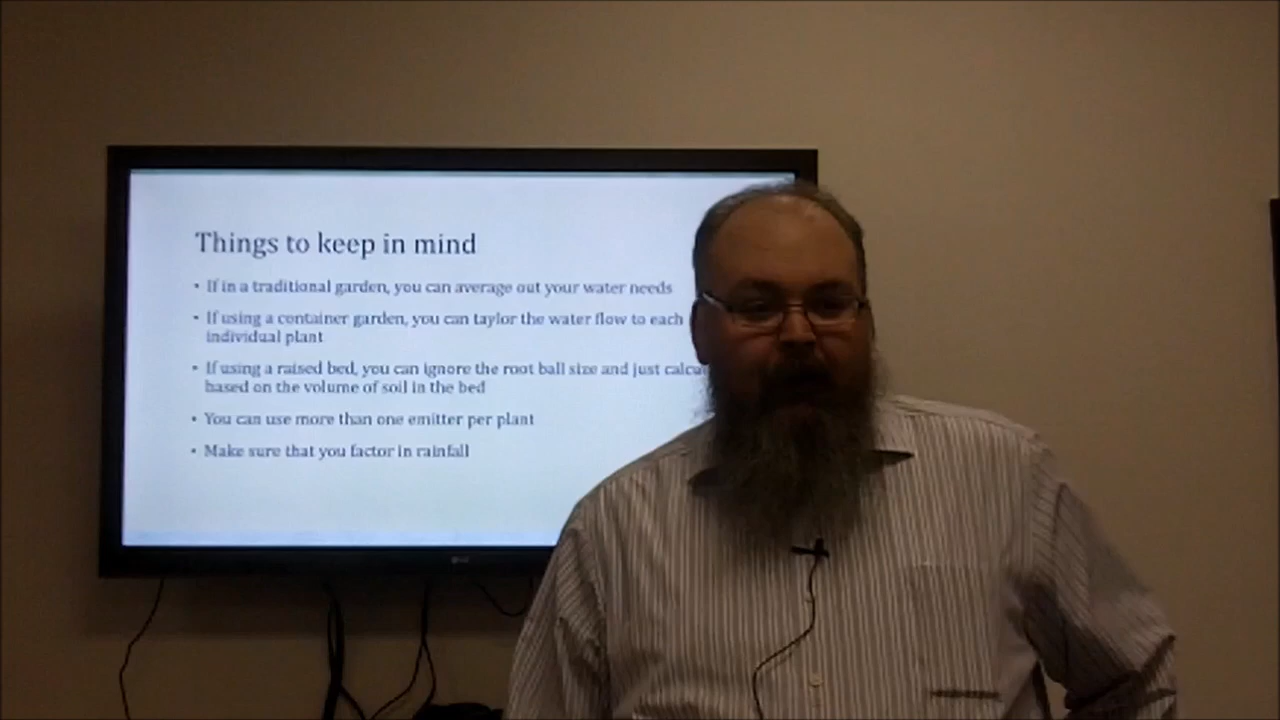 Things to keep in mind
• If in a traditional garden, you can average out your water needs
• If using a container garden, you can taylor the water flow to each
individual plant
• If using a raised bed, you can ignore the root ball size and just
based on the volume of soil in the bed
• You can use more than one emitter per plant
• Make sure that you factor in rainfall